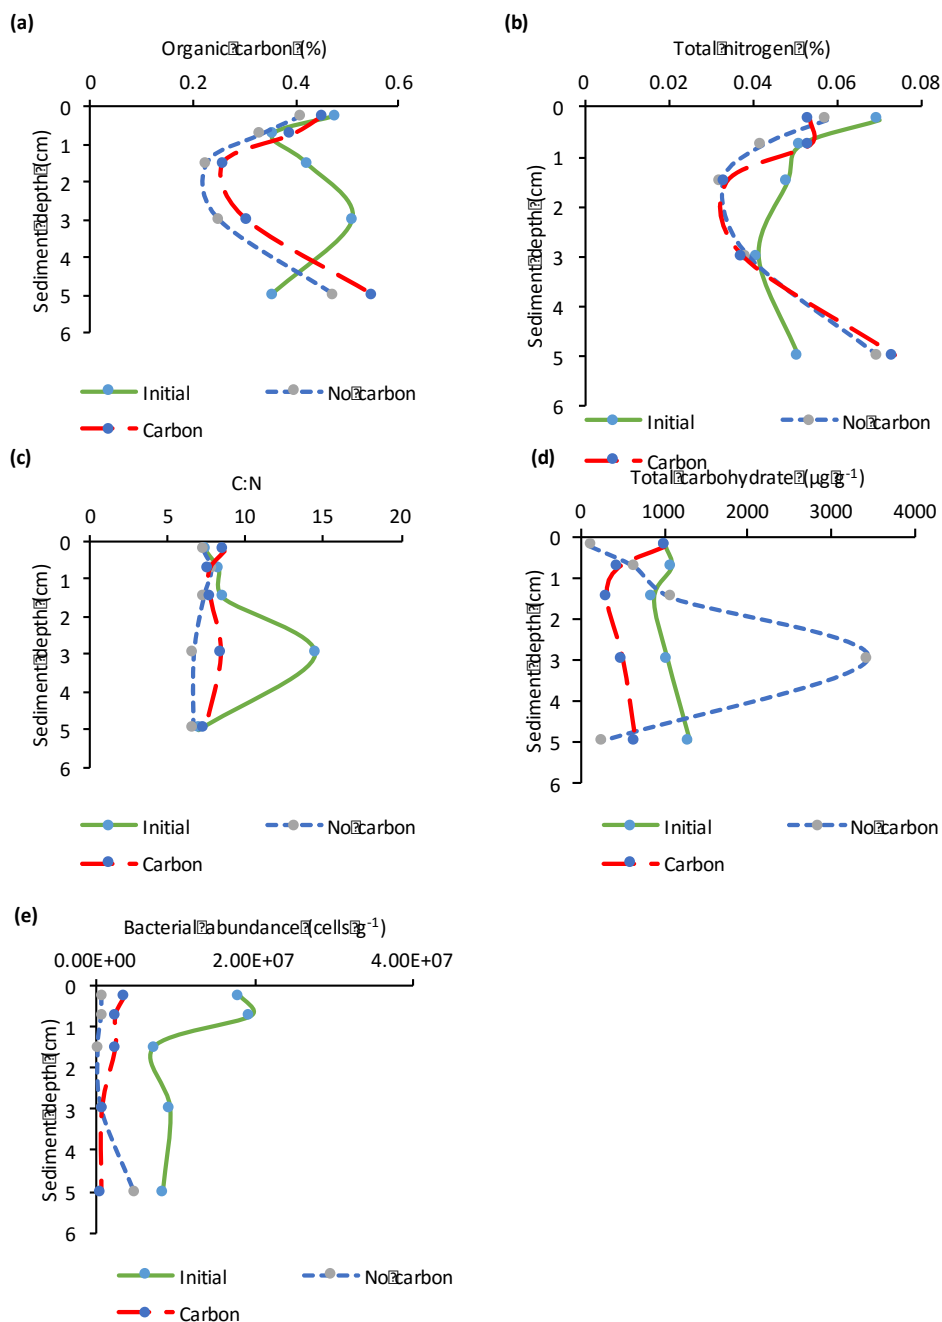 (a)
Organic carbon (%)
0 0.2 0.4 0.6
0
1
2
3
4
5
6
Sediment depth (cm)
Initial No carbon
Carbon
(b)
Total nitrogen (%)
0 0.02 0.04 0.06 0.08
0
1
2
3
4
5
6
Sediment depth (cm)
Initial No carbon
Carbon
(c)
C:N
0 5 10 15 20
0
1
2
3
4
5
6
Sediment depth (cm)
Initial No carbon
Carbon
(d)
Total carbohydrate (µg g⁻¹)
0 1000 2000 3000 4000
0
1
2
3
4
5
6
Sediment depth (cm)
Initial No carbon
Carbon
(e)
Bacterial abundance (cells g⁻¹)
0.00E+00 2.00E+07 4.00E+07
0
1
2
3
4
5
6
Sediment depth (cm)
Initial No carbon
Carbon